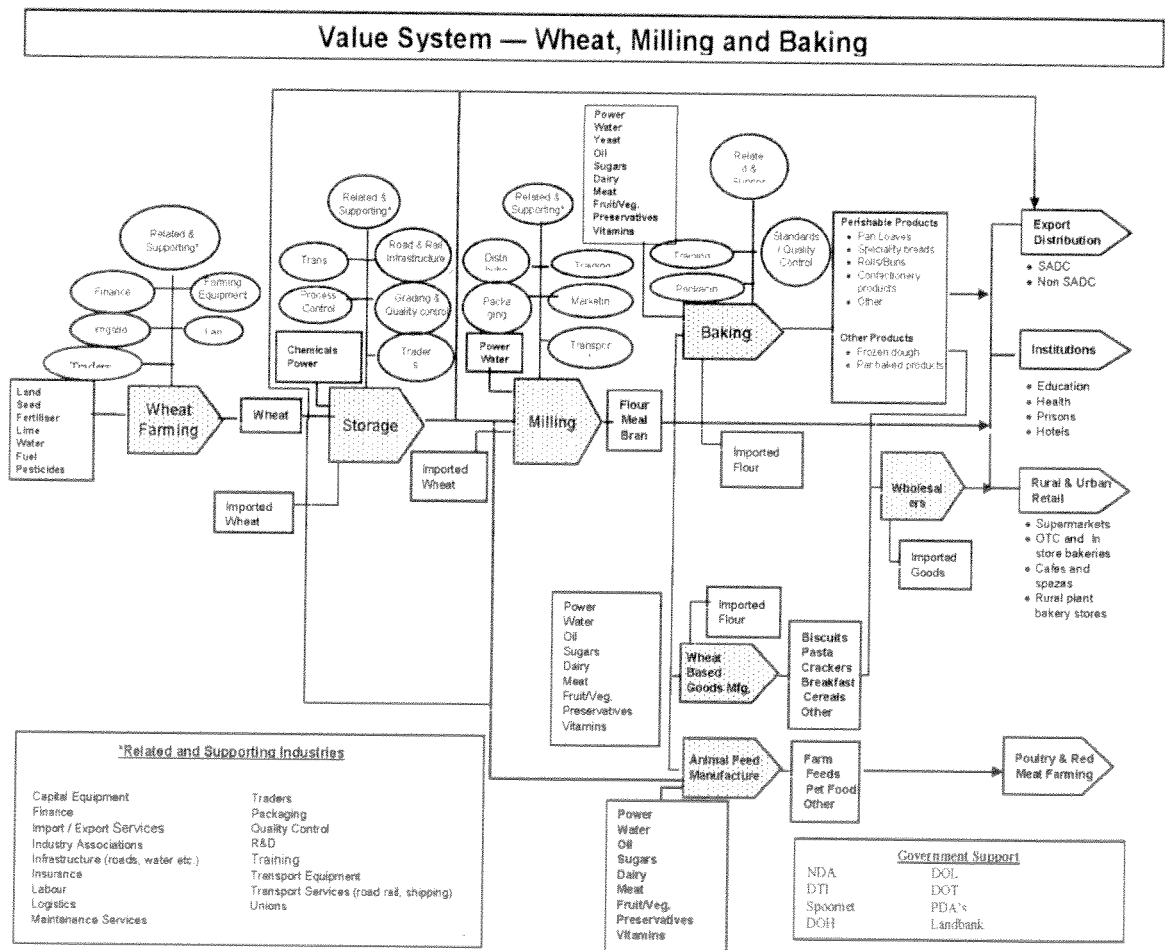 Value System — Wheat, Milling and Baking
Related &
Supporting*
Finance
Farming
Equipment
Traders
Land
Seed
Fertiliser
Lime
Water
Fuel
Pesticides
Wheat
Farming
Wheat
Related &
Supporting*
Trans
Road & Rail
Infrastructure
Process
Control
Grading &
Quality control
Trader
s
Chemicals
Power
Storage
Imported
Wheat
Related &
Supporting*
Distri
Training
Packa
ging
Marketin
Transpor
Power
Water
Milling
Imported
Wheat
Flour
Meal
Bran
Power
Water
Yeast
Oil
Sugars
Dairy
Meat
Fruit/Veg.
Preservatives
Vitamins
Relate
d &
Training
Packagin
Standards
/ Quality
Control
Baking
Imported
Flour
Perishable Products
• Pan Loaves
• Specialty breads
• Rolls/Buns
• Confectionery
products
• Other
Other Products
• Frozen dough
• Par baked products
Wholesal
ers
Imported
Goods
Export
Distribution
• SADC
• Non SADC
Institutions
• Education
• Health
• Prisons
• Hotels
Rural & Urban
Retail
• Supermarkets
• OTC and In
store bakeries
• Cafes and
spazas
• Rural plant
bakery stores
Power
Water
Oil
Sugars
Dairy
Meat
Fruit/Veg.
Preservatives
Vitamins
Imported
Flour
Wheat
Based
Goods Mfg.
Biscuits
Pasta
Crackers
Breakfast
Cereals
Other
Animal Feed
Manufacture
Farm
Feeds
Pet Food
Other
Poultry & Red
Meat Farming
Power
Water
Oil
Sugars
Dairy
Meat
Fruit/Veg,
Preservatives
Vitamins
*Related and Supporting Industries
Capital Equipment
Finance
Import / Export Services
Industry Associations
Infrastructure (roads, water etc.)
Insurance
Labour
Logistics
Maintenance Services
Traders
Packaging
Quality Control
R&D
Training
Transport Equipment
Transport Services (road rail, shipping)
Unions
Government Support
NDA
DTI
Spoornet
DOH
DOL
DOT
PDA's
Landbank